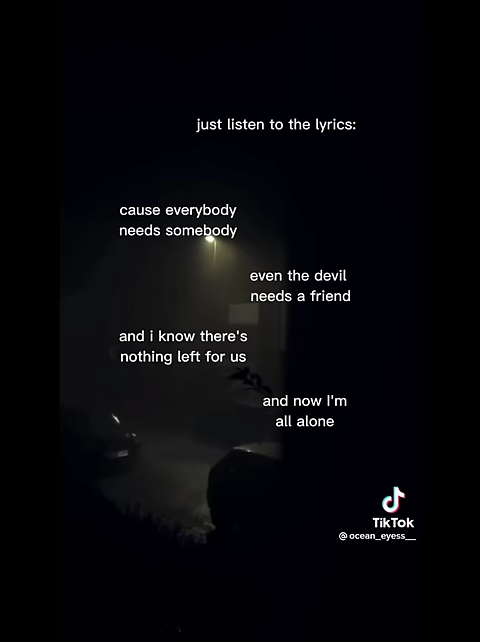 just listen to the lyrics:
cause everybody
needs somebody
even the devil
needs a friend
and i know there's
nothing left for us
and now I'm
all alone
TikTok
@ocean_eyess__